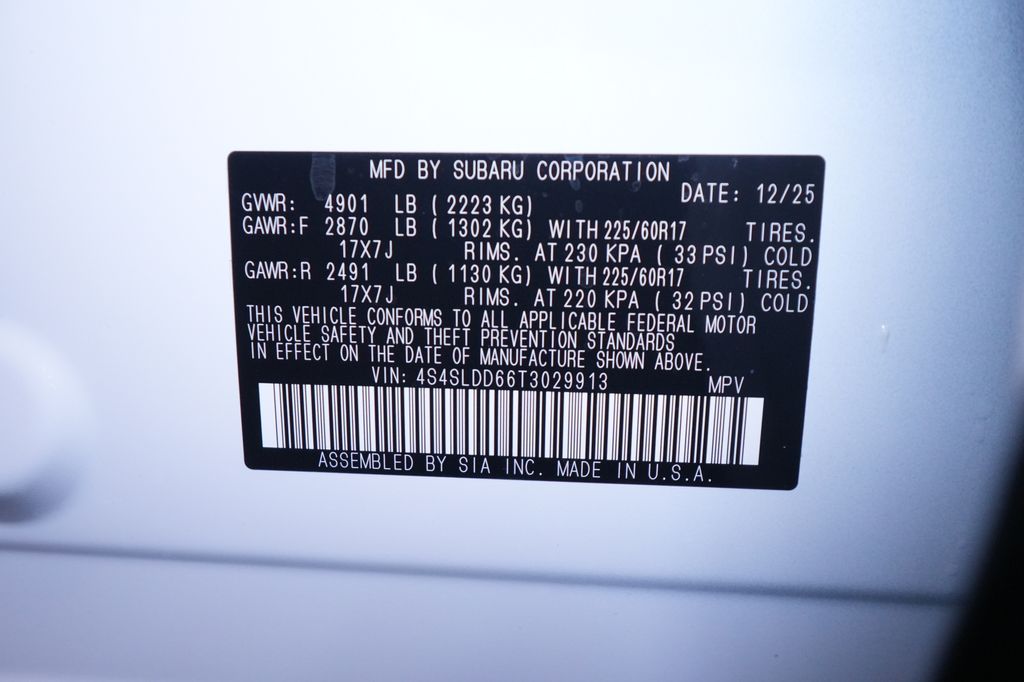 MFD BY SUBARU CORPORATION
DATE: 12/25
GVWR: 4901 LB ( 2223 KG)
GAWR:F 2870 LB ( 1302 KG) WITH 225/60R17 TIRES.
17X7J RIMS. AT 230 KPA ( 33 PSI) COLD
GAWR:R 2491 LB ( 1130 KG) WITH 225/60R17 TIRES.
17X7J RIMS. AT 220 KPA ( 32 PSI) COLD
THIS VEHICLE CONFORMS TO ALL APPLICABLE FEDERAL MOTOR
VEHICLE SAFETY AND THEFT PREVENTION STANDARDS
IN EFFECT ON THE DATE OF MANUFACTURE SHOWN ABOVE.
VIN: 4S4SLDD66T3029913 MPV
ASSEMBLED BY SIA INC. MADE IN U.S.A.